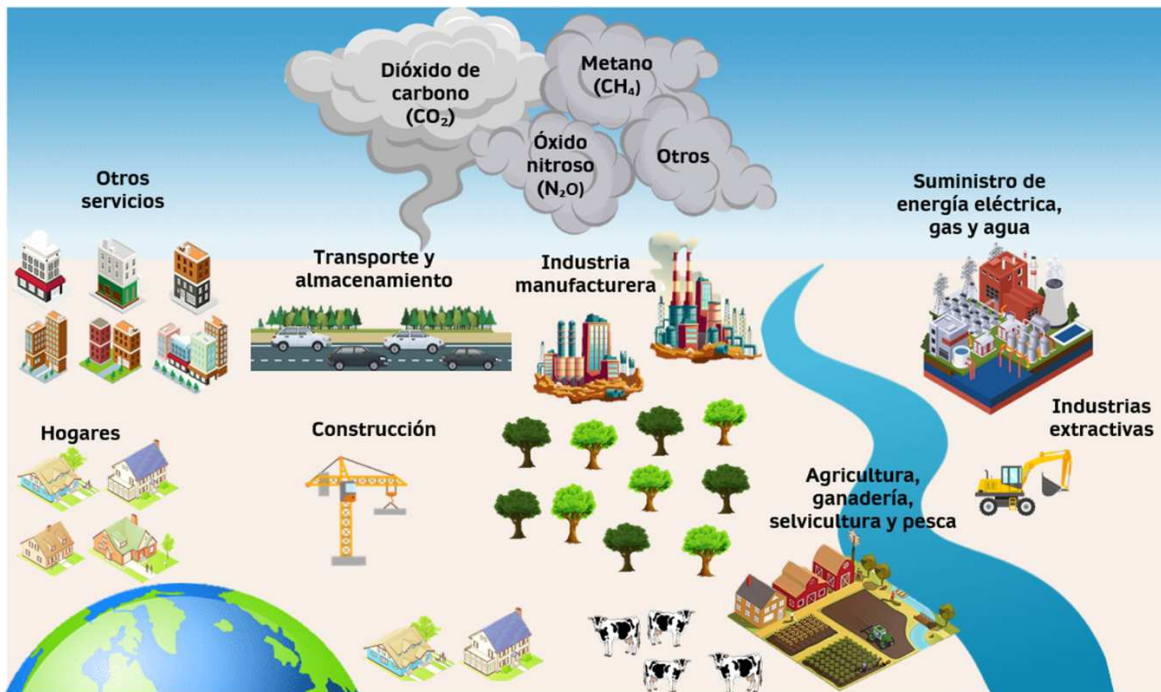 Dióxido de
carbono
(CO₂)
Metano
(CH₄)
Óxido
nitroso
(N₂O)
Otros
Otros
servicios
Transporte y
almacenamiento
Industria
manufacturera
Suministro de
energía eléctrica,
gas y agua
Hogares
Construcción
Industrias
extractivas
Agricultura,
ganadería,
selvicultura y pesca